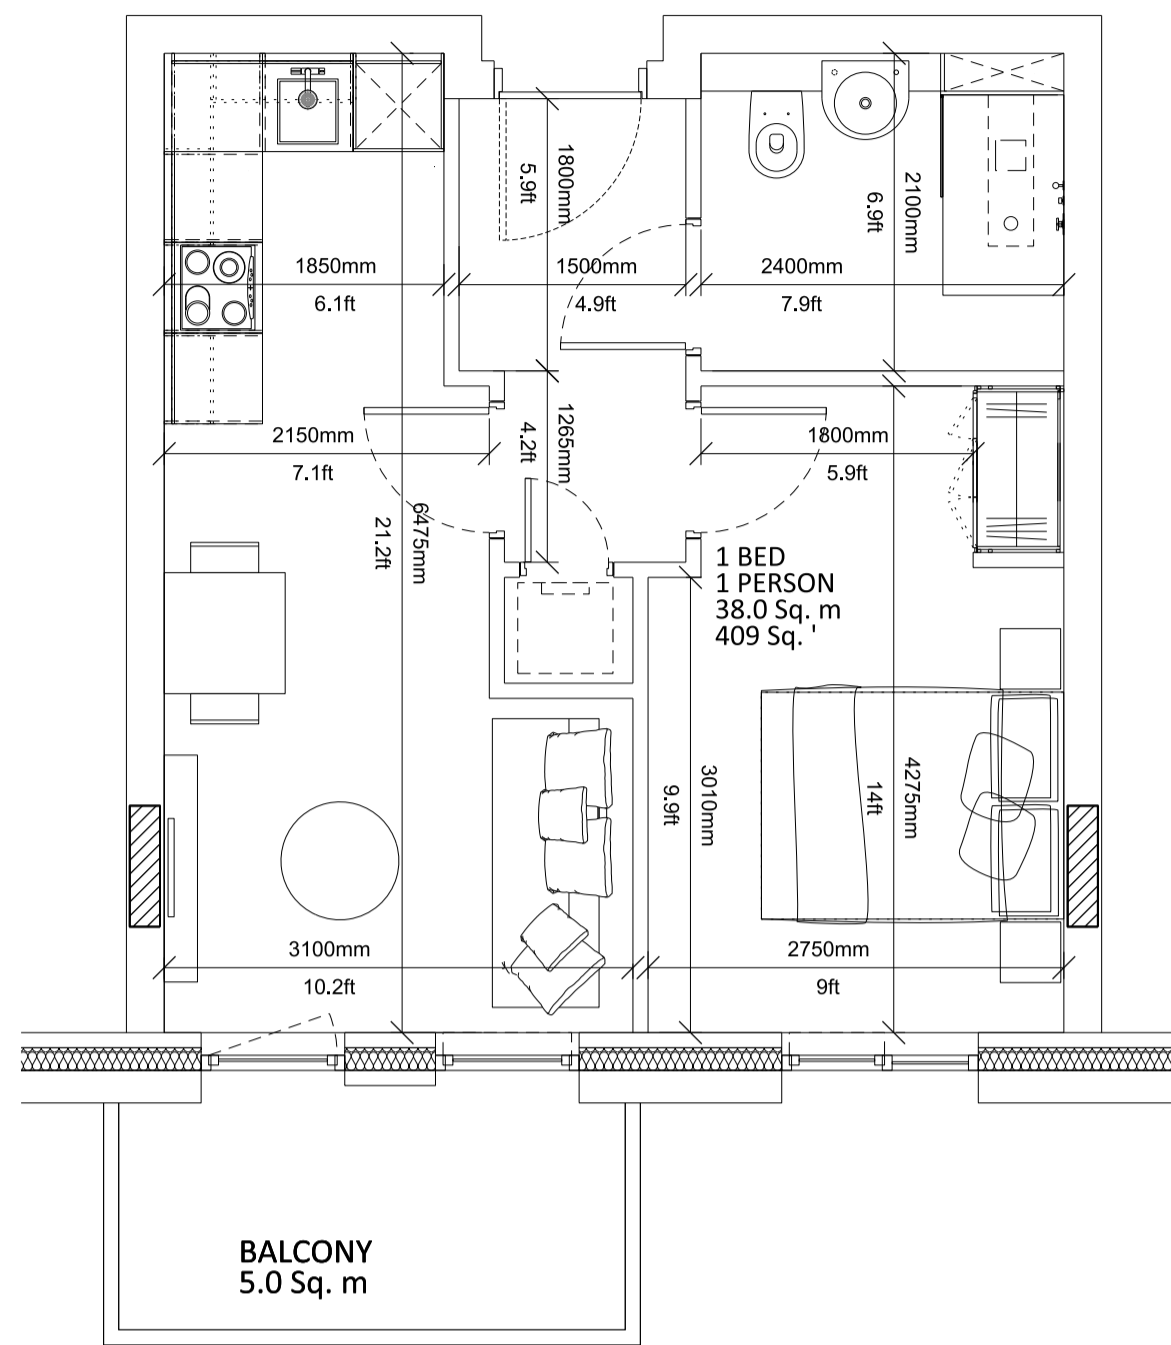 1800mm
5.9ft
2100mm
6.9ft
1850mm
6.1ft
1500mm
4.9ft
2400mm
7.9ft
2150mm
7.1ft
1265mm
4.2ft
1800mm
5.9ft
6475mm
21.2ft
1 BED
1 PERSON
38.0 Sq. m
409 Sq. '
3010mm
9.9ft
4275mm
14ft
3100mm
10.2ft
2750mm
9ft
BALCONY
5.0 Sq. m